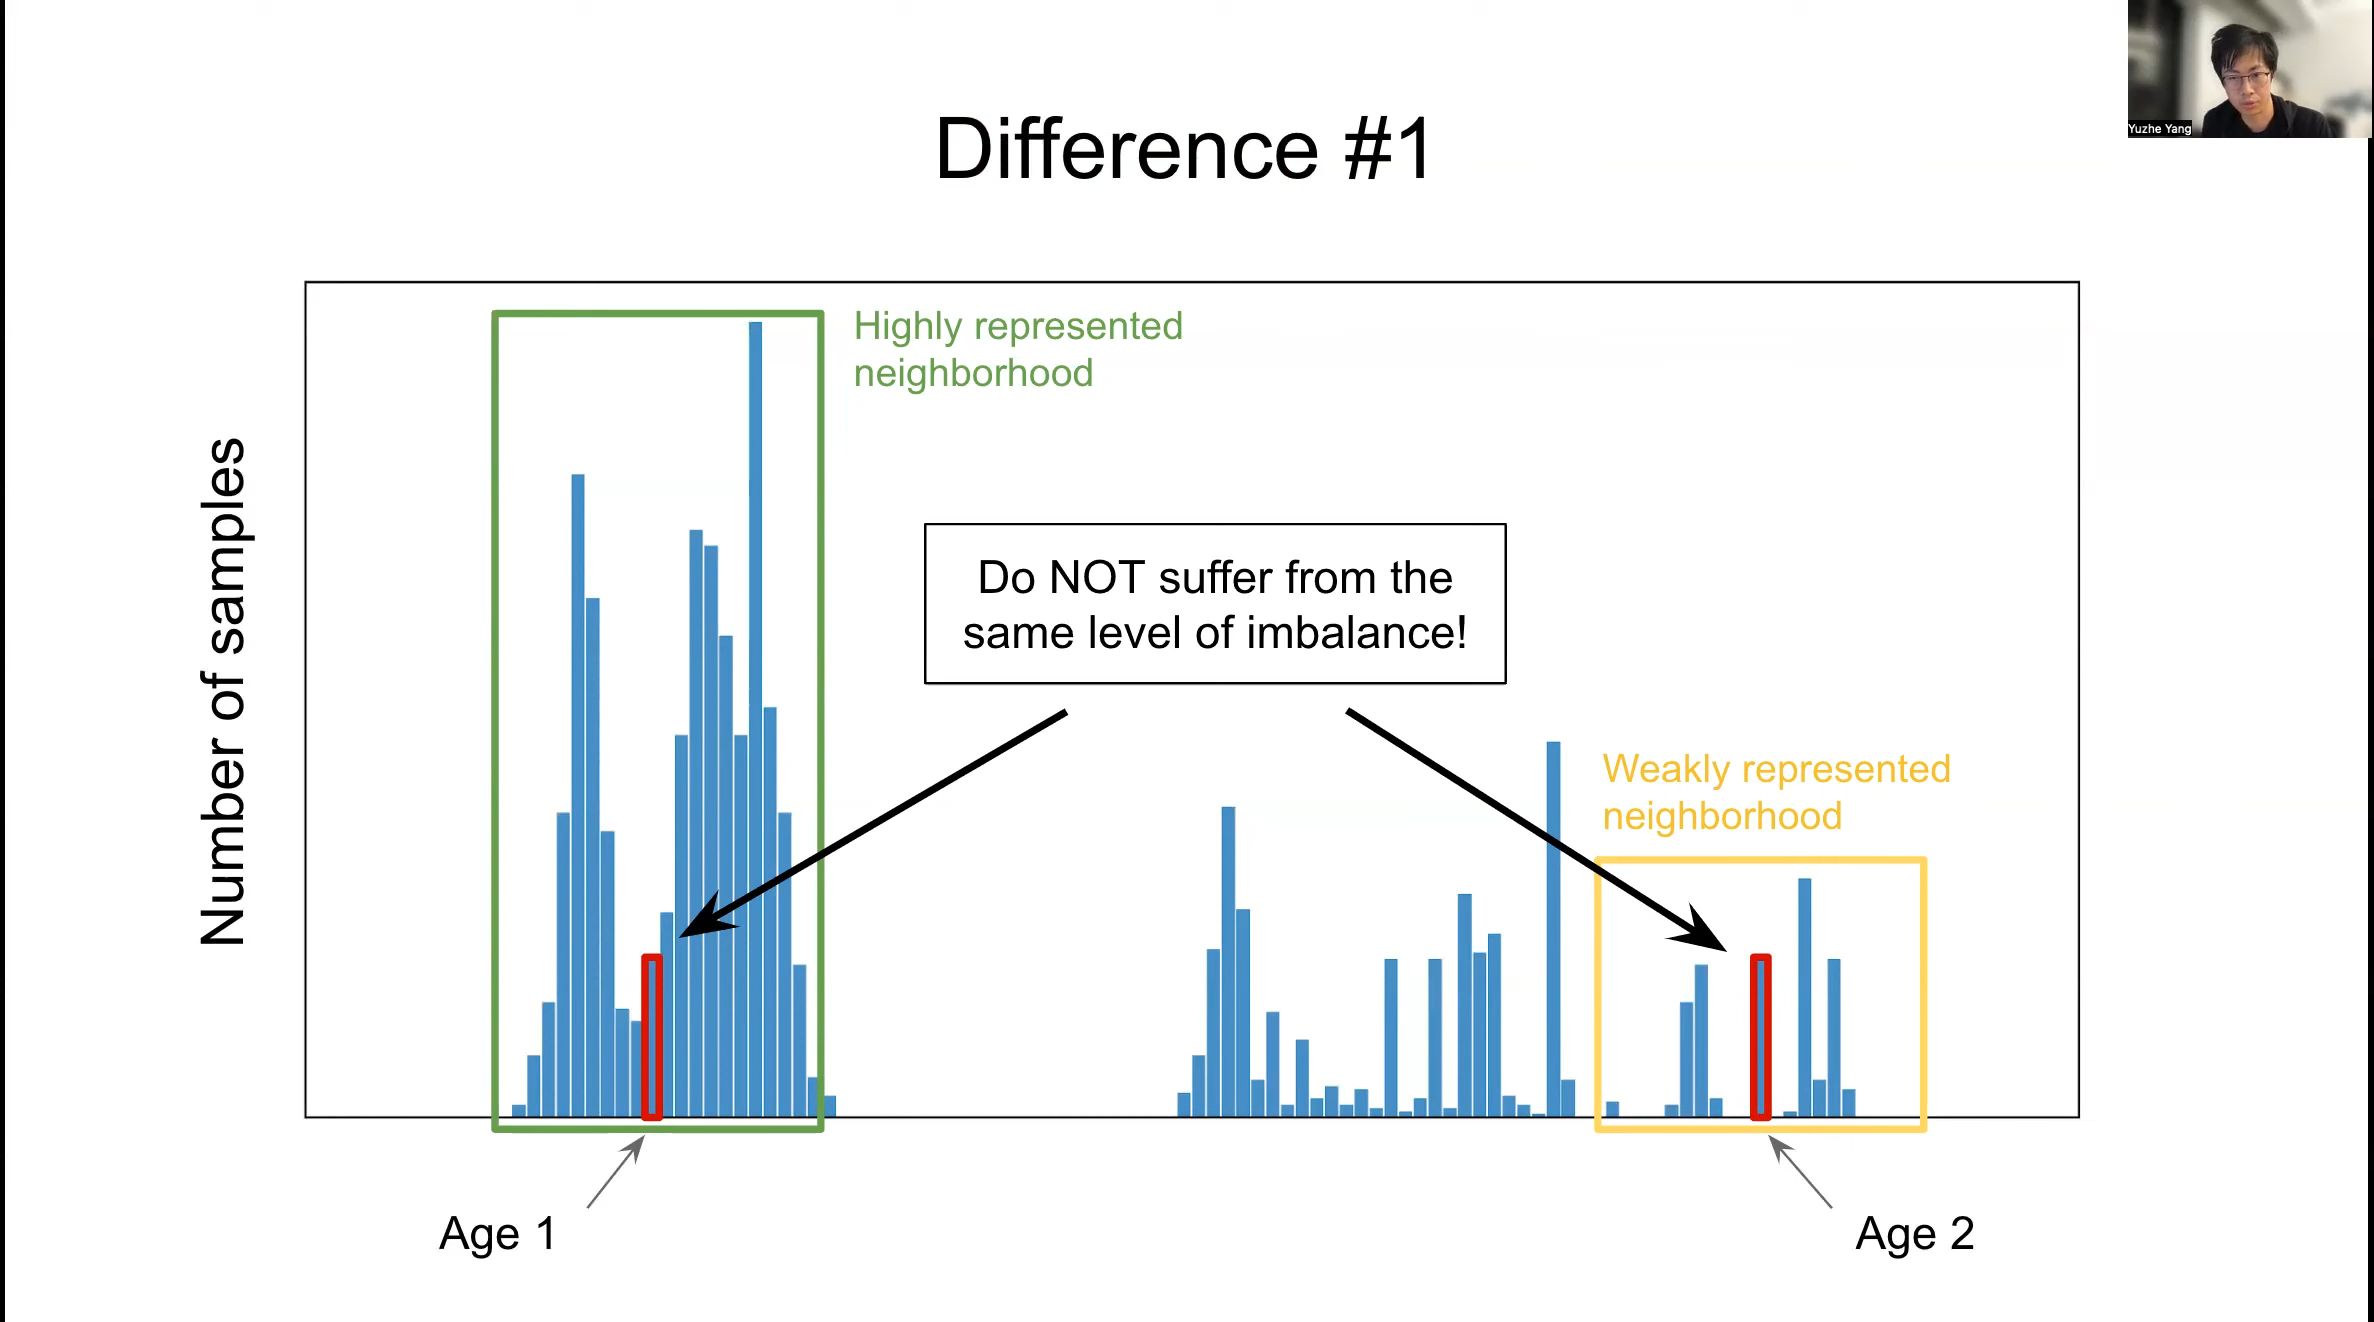 Yuzhe Yang
Difference #1
Highly represented
neighborhood
Number of samples
Do NOT suffer from the
same level of imbalance!
Weakly represented
neighborhood
Age 1
Age 2